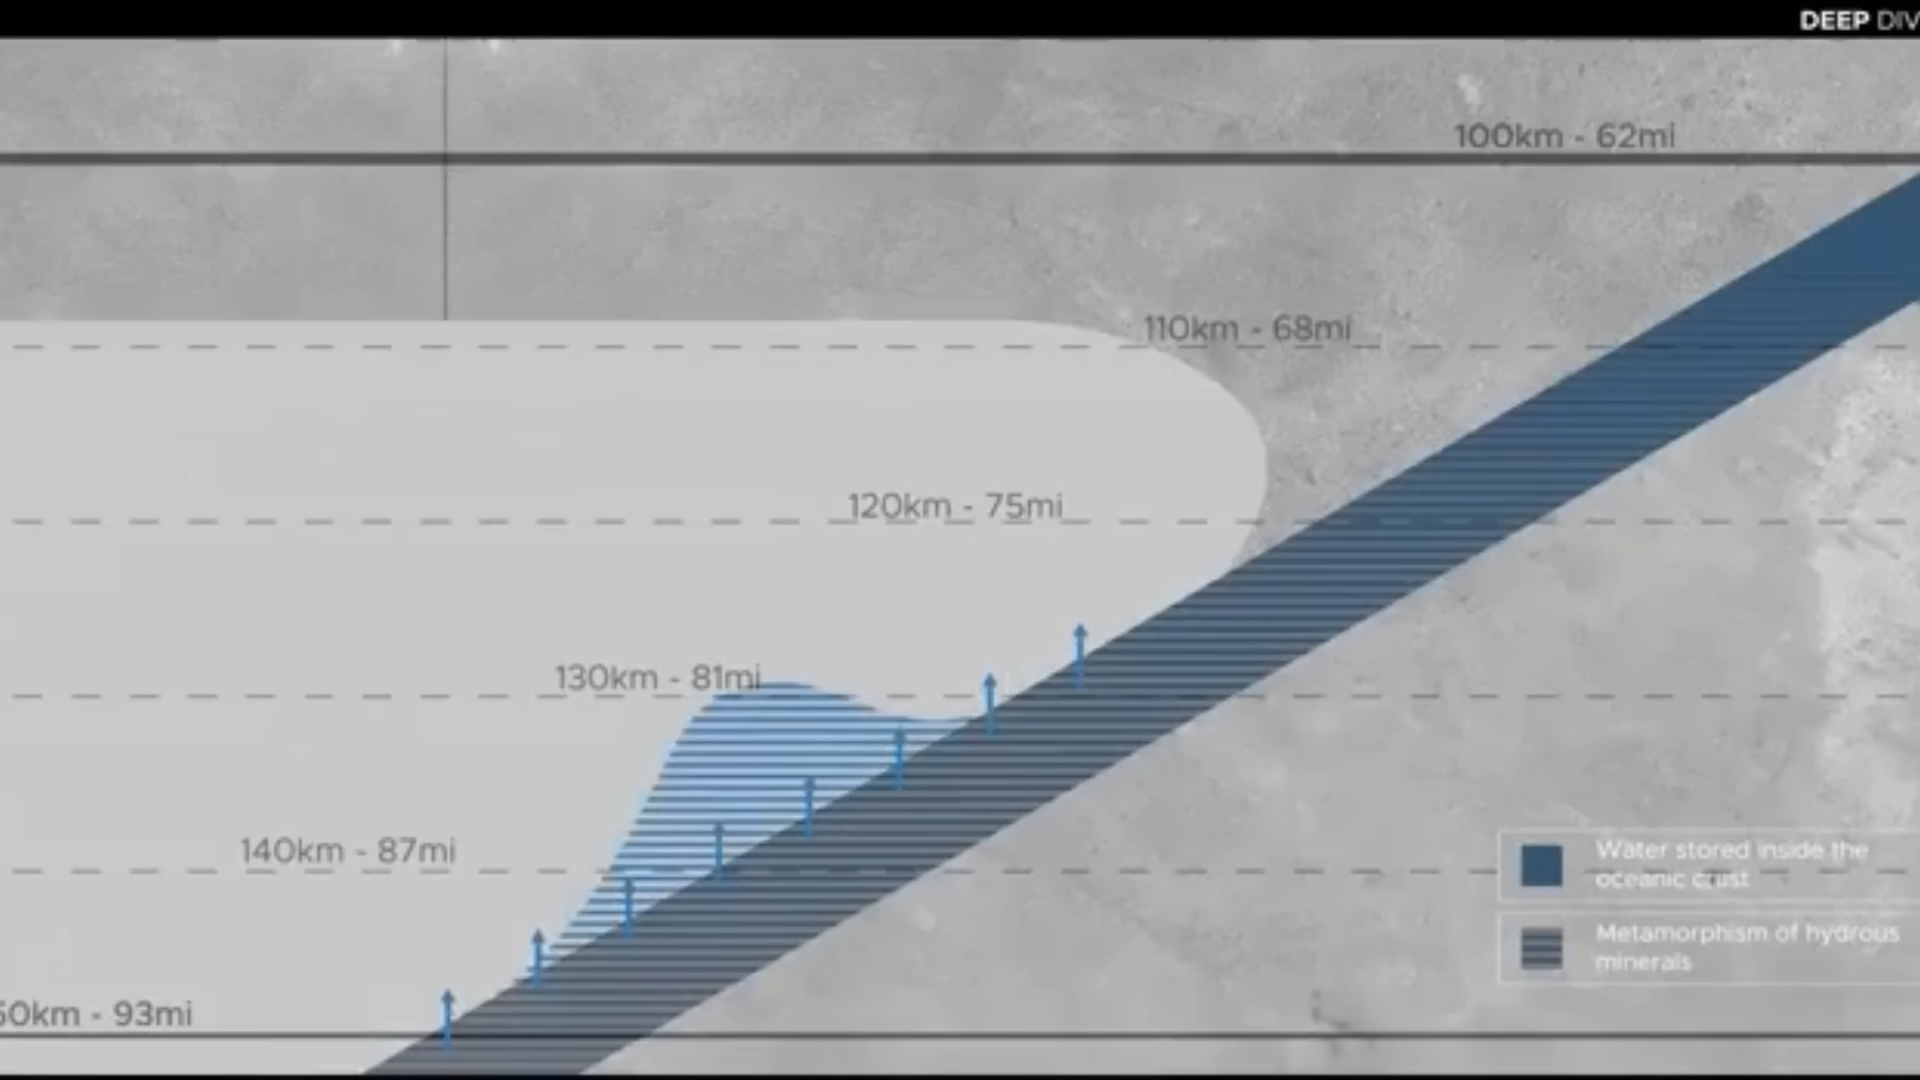 DEEP
100km - 62mi
110km - 68mi
120km - 75mi
130km - 81mi
140km - 87mi
Water stored inside the
oceanic crust
Metamorphism of hydrous
minerals
50km - 93mi